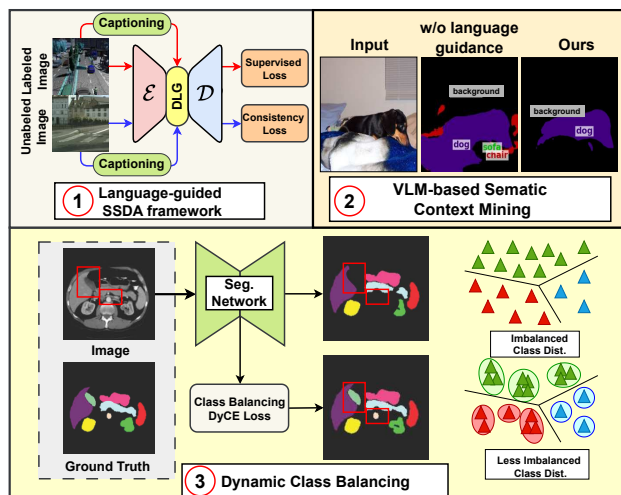 Captioning
Unabeled Labeled
Image Image
ℰ
DLG
𝒟
Supervised
Loss
Consistency
Loss
Captioning
1
Language-guided
SSDA framework
Input
w/o language
guidance
Ours
background
dog
sofa
chair
background
dog
2
VLM-based Sematic
Context Mining
Image
Ground Truth
Seg.
Network
Class Balancing
DyCE Loss
Imbalanced
Class Dist.
Less Imbalanced
Class Dist.
3 Dynamic Class Balancing